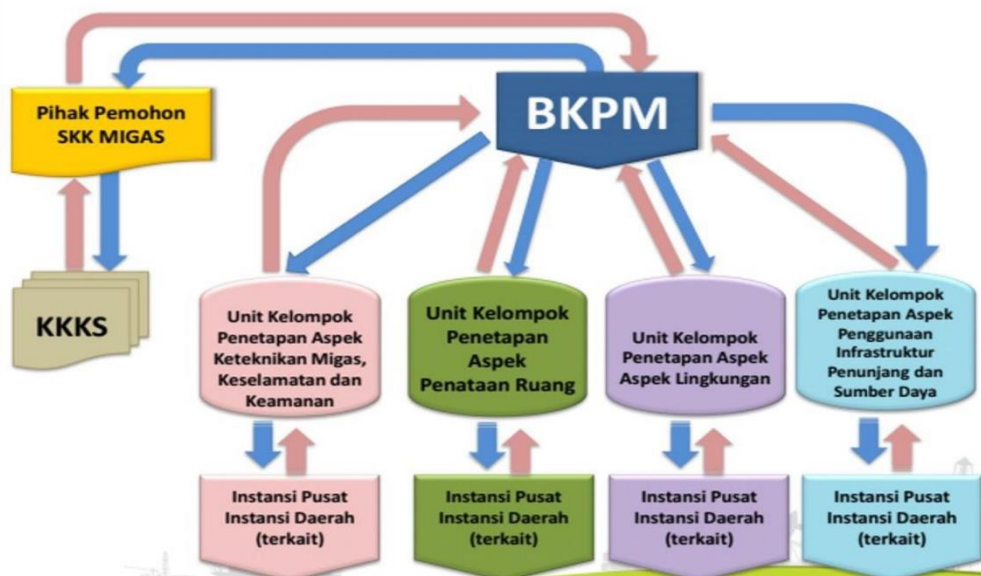 Pihak Pemohon
SKK MIGAS
BKPM
KKKS
Unit Kelompok
Penetapan Aspek
Keteknikan Migas,
Keselamatan dan
Keamanan
Unit Kelompok
Penetapan
Aspek
Penataan Ruang
Unit Kelompok
Penetapan Aspek
Aspek Lingkungan
Unit Kelompok
Penetapan Aspek
Penggunaan
Infrastruktur
Penunjang dan
Sumber Daya
Instansi Pusat
Instansi Daerah
(terkait)
Instansi Pusat
Instansi Daerah
(terkait)
Instansi Pusat
Instansi Daerah
(terkait)
Instansi Pusat
Instansi Daerah
(terkait)